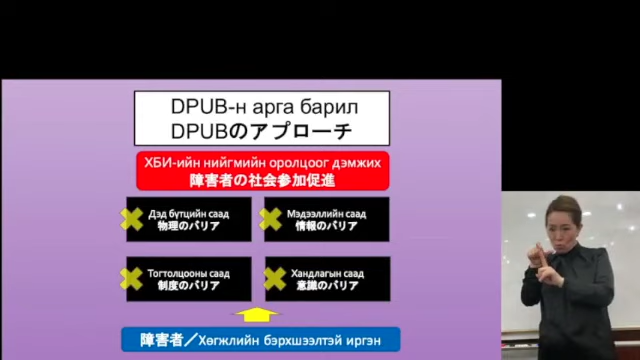 DPUB-н арга барил
DPUBのアプローチ
ХБИ-ийн нийгмийн оролцоог дэмжих
障害者の社会参加促進
Дэд бүтцийн саад
物理のバリア
Мэдээллийн саад
情報のバリア
Тогтолцооны саад
制度のバリア
Хандлагын саад
意識のバリア
障害者／Хөгжлийн бэрхшээлтэй иргэн